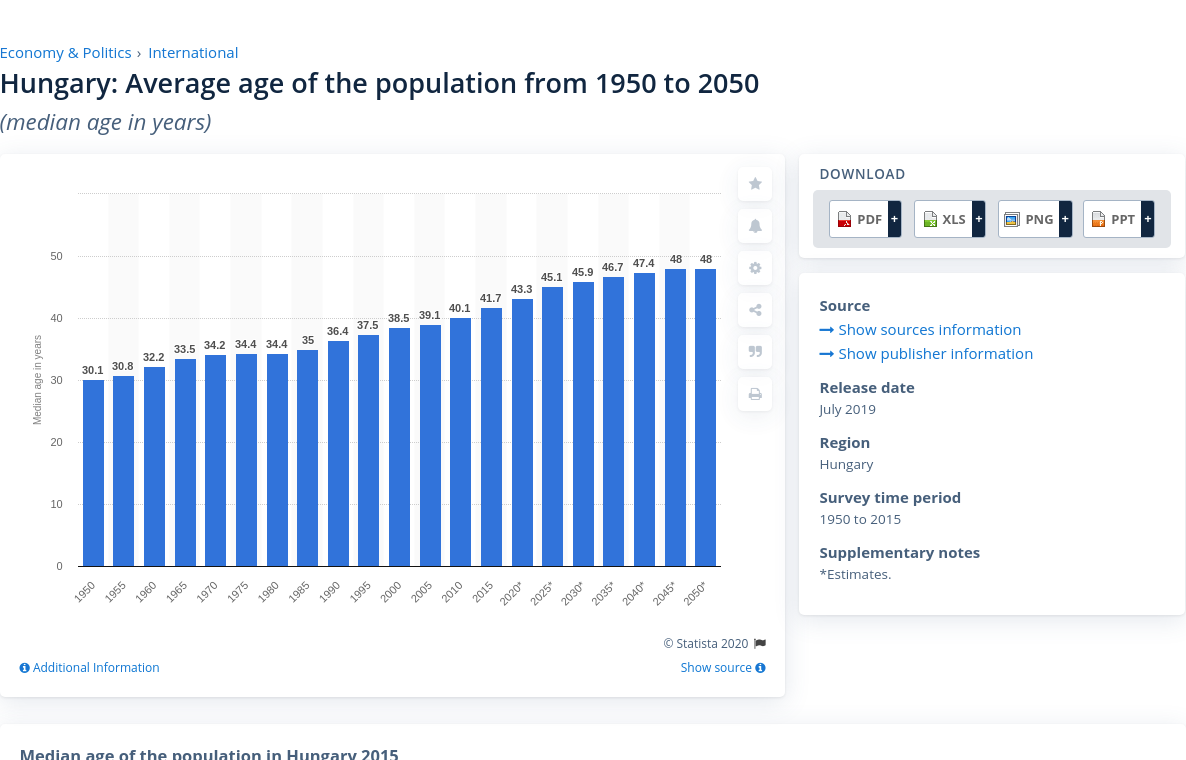 Economy & Politics › International
Hungary: Average age of the population from 1950 to 2050
(median age in years)
Median age in years
50
40
30
20
10
0
30.1
30.8
32.2
33.5
34.2
34.4
34.4
35
36.4
37.5
38.5
39.1
40.1
41.7
43.3
45.1
45.9
46.7
47.4
48
48
1950
1955
1960
1965
1970
1975
1980
1985
1990
1995
2000
2005
2010
2015
2020*
2025*
2030*
2035*
2040*
2045*
2050*
© Statista 2020
Additional Information
Show source
DOWNLOAD
PDF + XLS + PNG + PPT +
Source
Show sources information
Show publisher information
Release date
July 2019
Region
Hungary
Survey time period
1950 to 2015
Supplementary notes
*Estimates.
Median age of the population in Hungary 2015